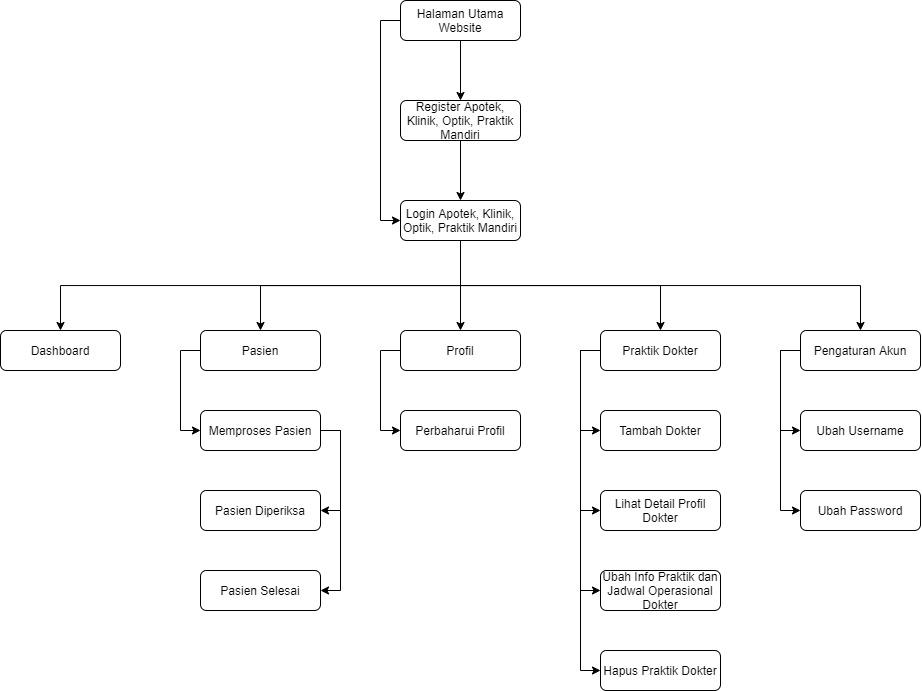 Halaman Utama
Website
Register Apotek,
Klinik, Optik, Praktik
Mandiri
Login Apotek, Klinik,
Optik, Praktik Mandiri
Dashboard
Pasien
Profil
Praktik Dokter
Pengaturan Akun
Memproses Pasien
Perbaharui Profil
Tambah Dokter
Ubah Username
Pasien Diperiksa
Lihat Detail Profil
Dokter
Ubah Password
Pasien Selesai
Ubah Info Praktik dan
Jadwal Operasional
Dokter
Hapus Praktik Dokter